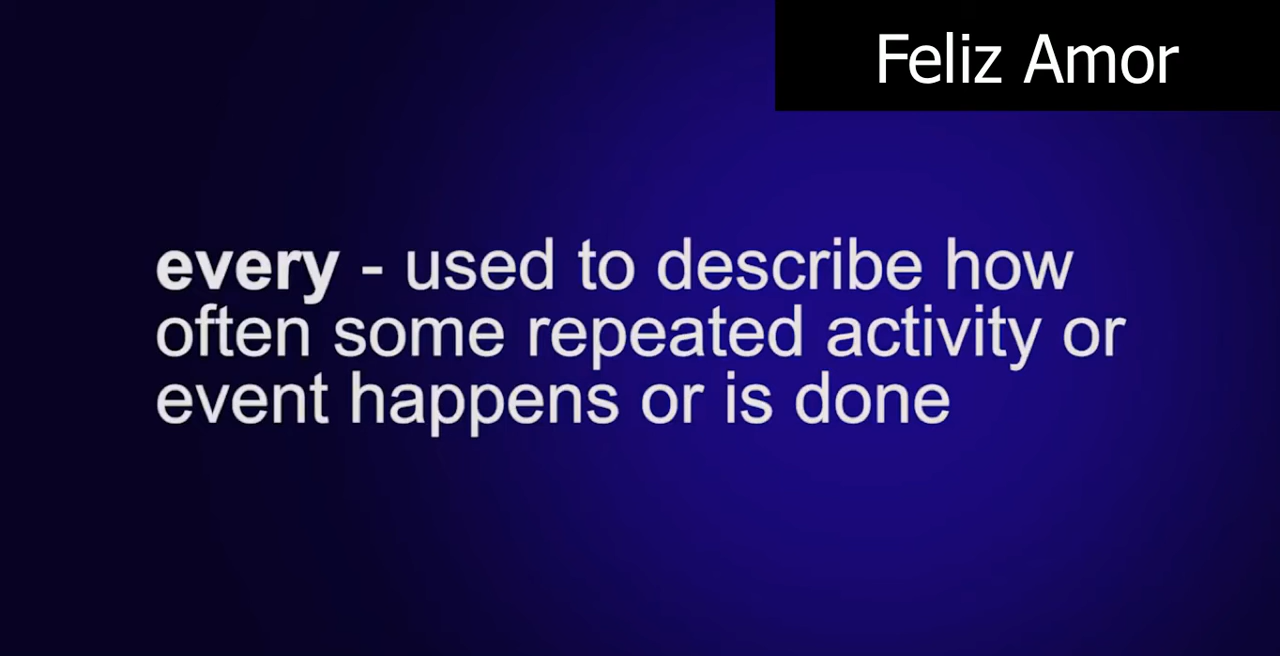 Feliz Amor
every - used to describe how
often some repeated activity or
event happens or is done